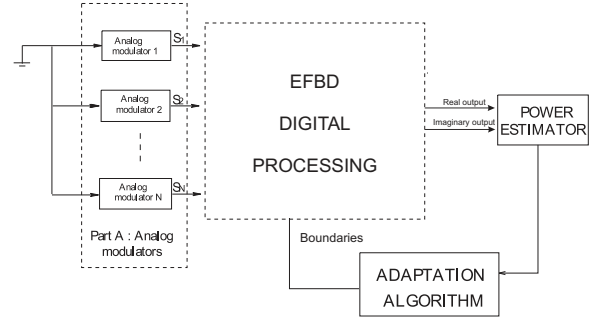 Analog
modulator 1
S1
Analog
modulator 2
S2
Analog
modulator N
SN
Part A : Analog
modulators
EFBD
DIGITAL
PROCESSING
Real output
Imaginary output
POWER
ESTIMATOR
Boundaries
ADAPTATION
ALGORITHM